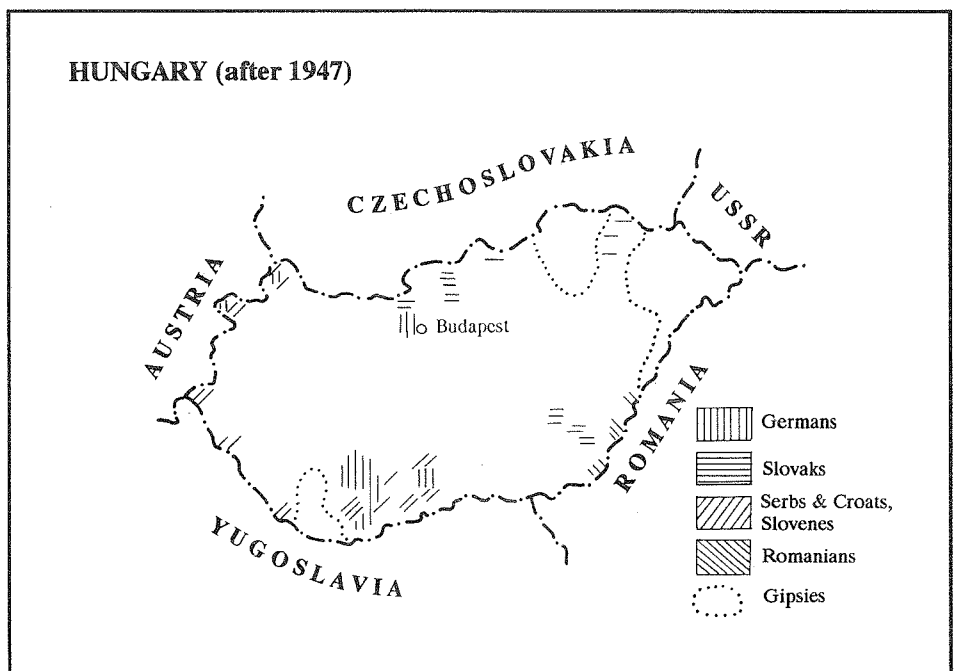 HUNGARY (after 1947)
CZECHOSLOVAKIA
USSR
AUSTRIA
Budapest
ROMANIA
YUGOSLAVIA
Germans
Slovaks
Serbs & Croats,
Slovenes
Romanians
Gipsies